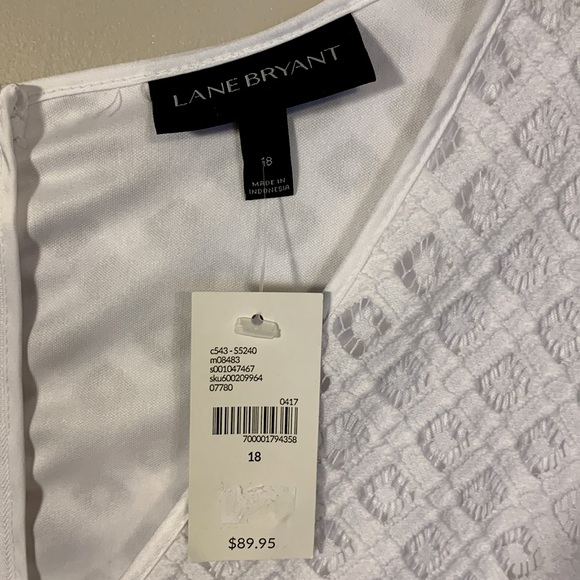 LANE BRYANT
18
MADE IN
INDONESIA
c543 - S5240
m08483
s001047467
sku600209964
07780
0417
700001794358
18
$89.95